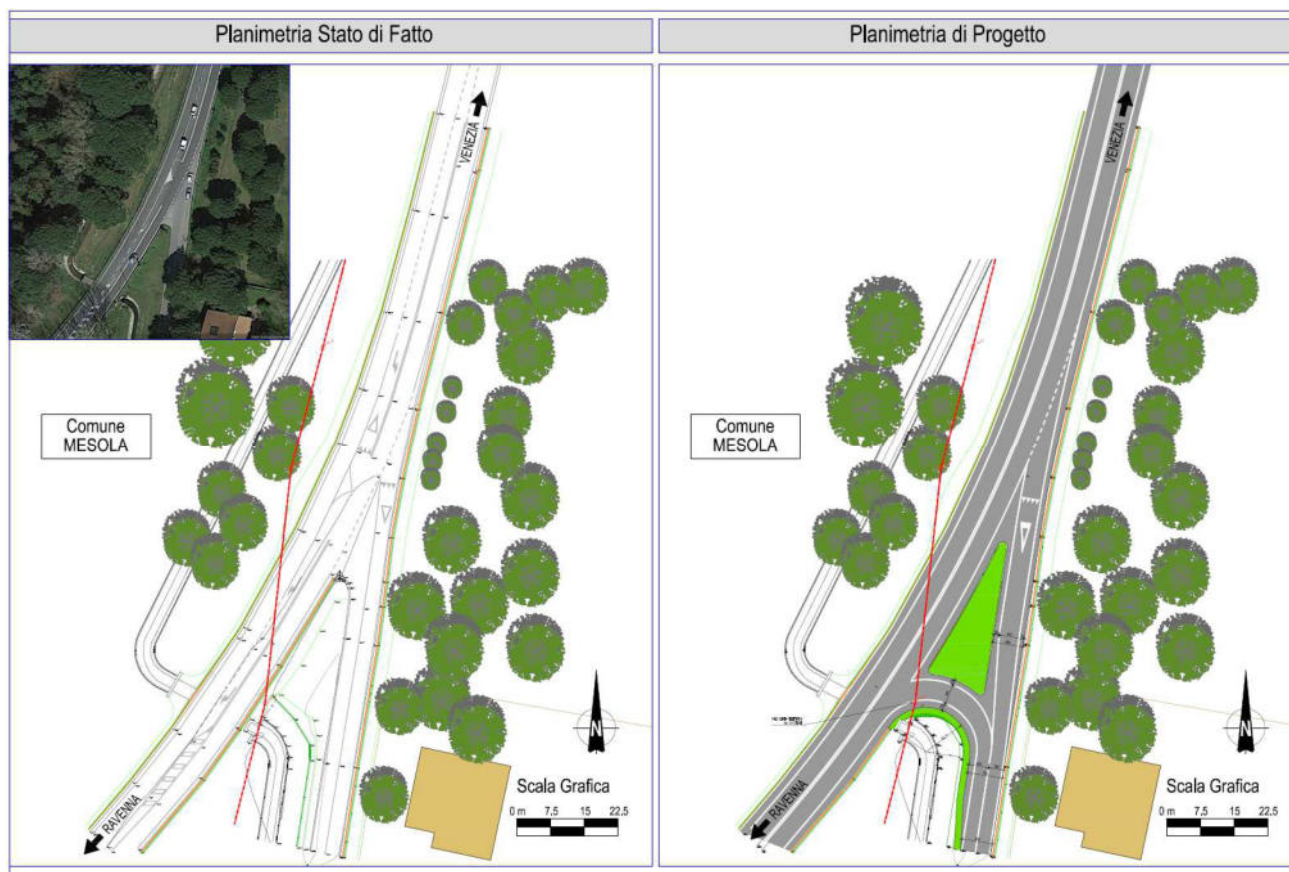 Planimetria Stato di Fatto
VENEZIA
Comune
MESOLA
N
Scala Grafica
0 m 7,5 15 22,5
RAVENNA
Planimetria di Progetto
VENEZIA
Comune
MESOLA
N
Scala Grafica
0 m 7,5 15 22,5
RAVENNA